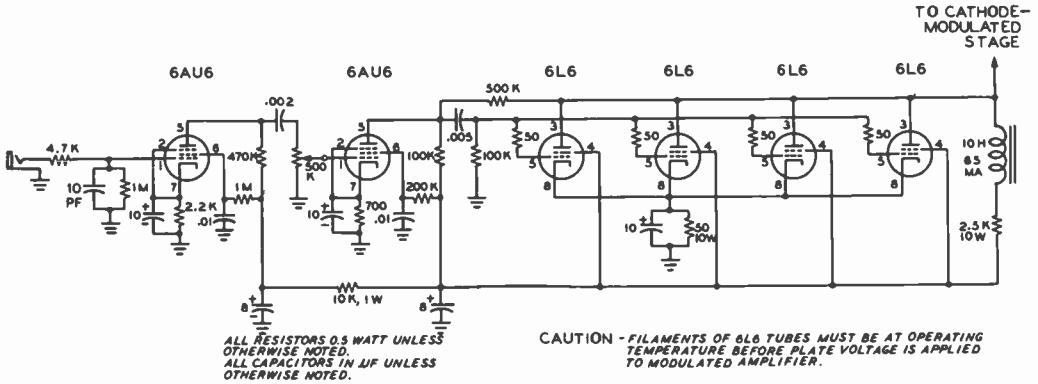 TO CATHODE-
MODULATED
STAGE
6AU6
6AU6
6L6
6L6
6L6
6L6
.002
500 K
5
5
3
3
3
3
2
1
6
2
1
6
4.7 K
470K
500
K
100K
.005
100K
50
50
50
50
5
4
5
4
5
4
5
4
10 H
65
MA
7
7
8
8
8
8
10
PF
1M
10
+
-
2.2 K
.01
1M
10
+
-
700
.01
200K
10
+
50
10W
2.5 K
10W
8
+
10K, 1W
8
+
ALL RESISTORS 0.5 WATT UNLESS
OTHERWISE NOTED.
ALL CAPACITORS IN µF UNLESS
OTHERWISE NOTED.
CAUTION - FILAMENTS OF 6L6 TUBES MUST BE AT OPERATING
TEMPERATURE BEFORE PLATE VOLTAGE IS APPLIED
TO MODULATED AMPLIFIER.